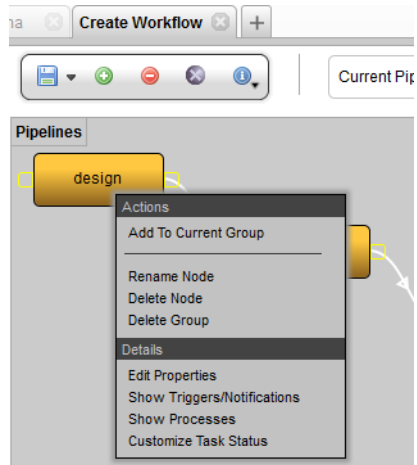 na
Create Workflow
Current Pip
Pipelines
design
Actions
Add To Current Group
Rename Node
Delete Node
Delete Group
Details
Edit Properties
Show Triggers/Notifications
Show Processes
Customize Task Status